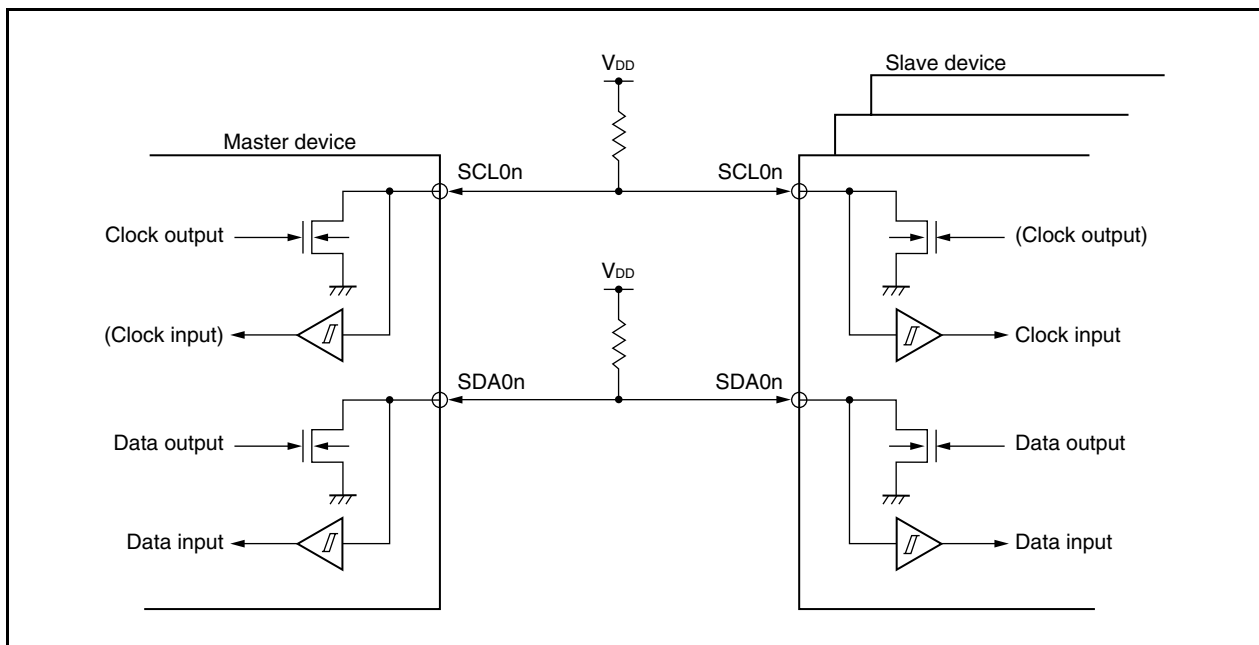 VDD
Slave device
Master device
SCL0n
SCL0n
Clock output
(Clock output)
VDD
(Clock input)
Clock input
SDA0n
SDA0n
Data output
Data output
Data input
Data input